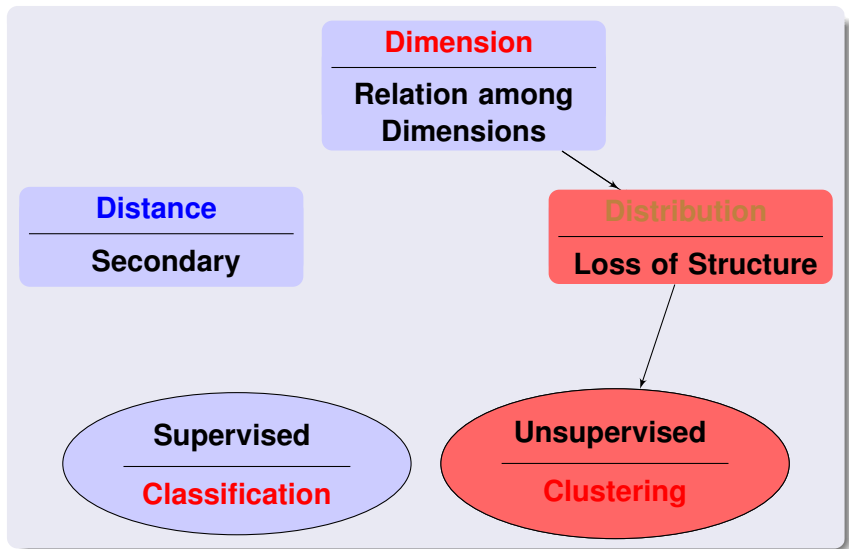 Dimension
Relation among
Dimensions
Distance
Secondary
Distribution
Loss of Structure
Supervised
Classification
Unsupervised
Clustering